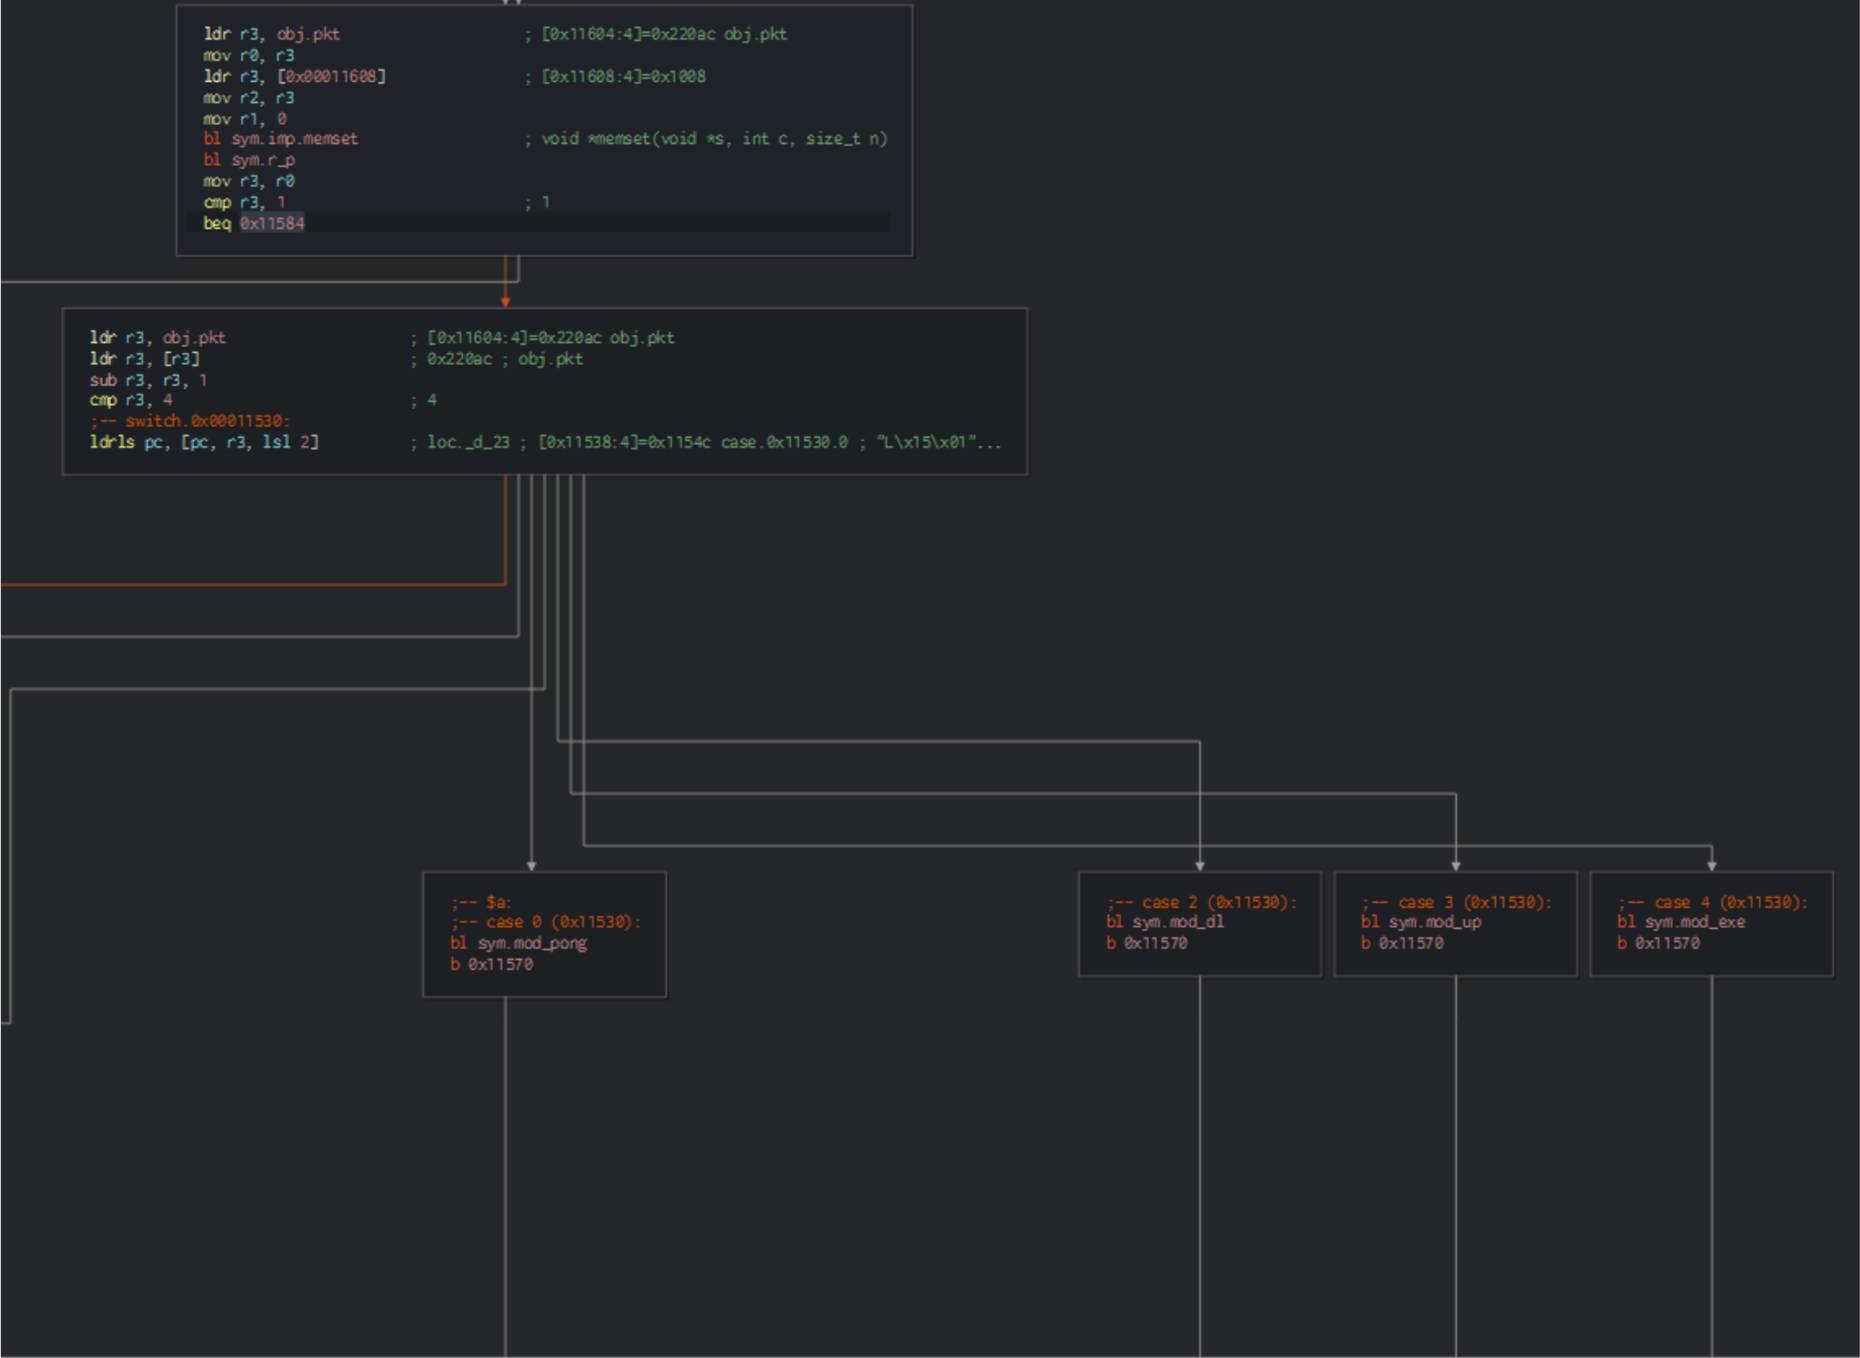 ldr r3, obj.pkt ; [0x11604:4]=0x220ac obj.pkt
mov r0, r3
ldr r3, [0x00011608] ; [0x11608:4]=0x1008
mov r2, r3
mov r1, 0
bl sym.imp.memset ; void *memset(void *s, int c, size_t n)
bl sym.r_p
mov r3, r0
cmp r3, 1 ; 1
beq 0x11584
ldr r3, obj.pkt ; [0x11604:4]=0x220ac obj.pkt
ldr r3, [r3] ; 0x220ac ; obj.pkt
sub r3, r3, 1
cmp r3, 4 ; 4
;-- switch.0x00011530:
ldrls pc, [pc, r3, lsl 2] ; loc._d_23 ; [0x11538:4]=0x1154c case.0x11530.0 ; "L\x15\x01"...
;-- $a:
;-- case 0 (0x11530):
bl sym.mod_pong
b 0x11570
;-- case 2 (0x11530):
bl sym.mod_dl
b 0x11570
;-- case 3 (0x11530):
bl sym.mod_up
b 0x11570
;-- case 4 (0x11530):
bl sym.mod_exe
b 0x11570